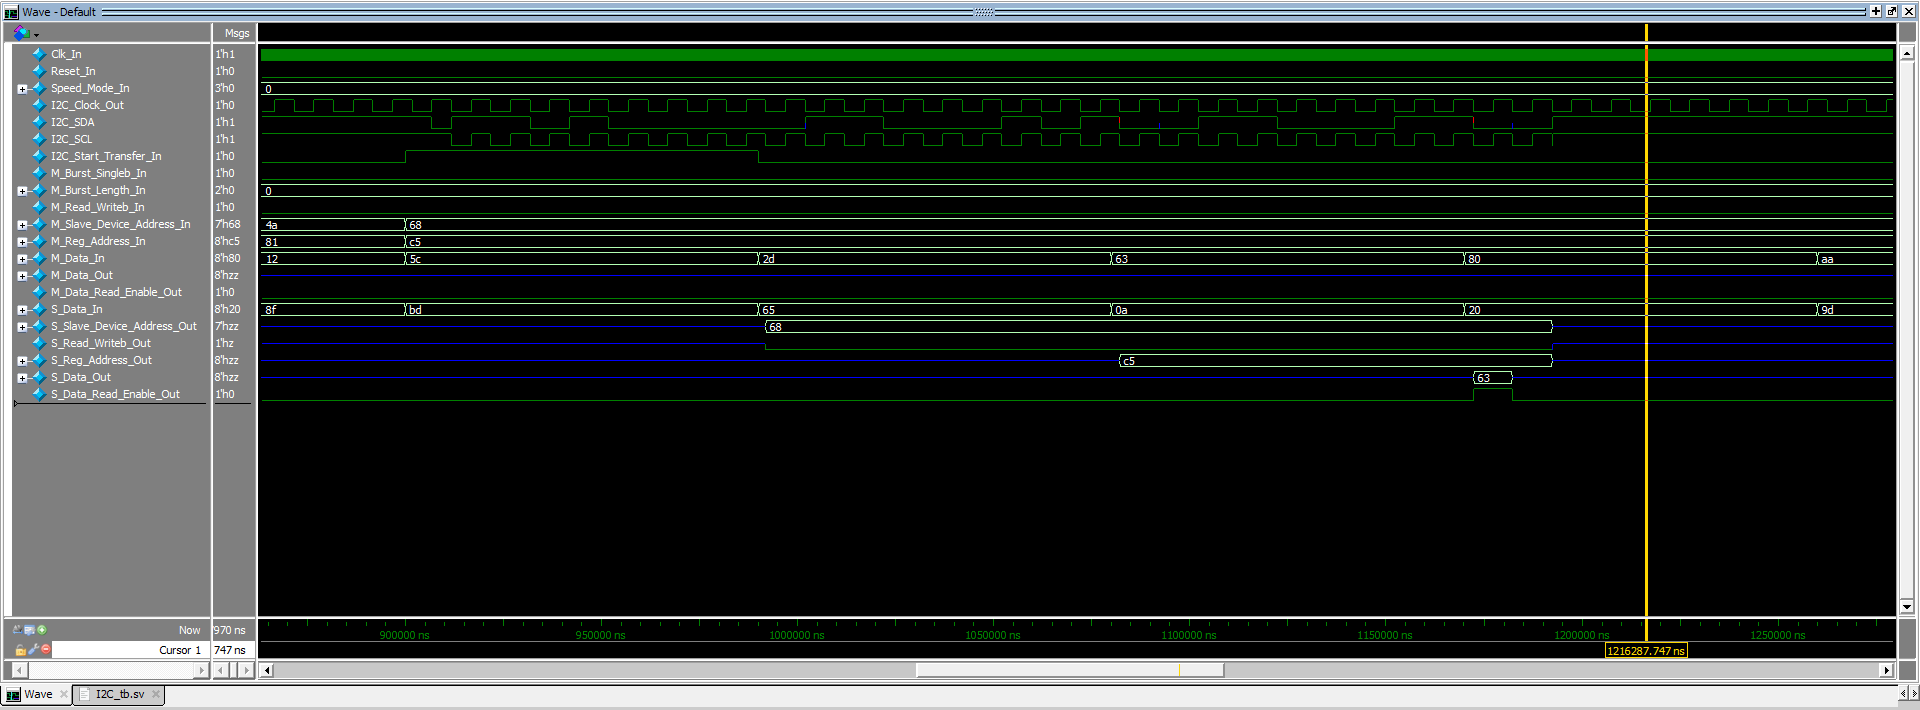 Wave - Default
Msgs
Clk_In 1'h1
Reset_In 1'h0
Speed_Mode_In 3'h0 0
I2C_Clock_Out 1'h0
I2C_SDA 1'h1
I2C_SCL 1'h1
I2C_Start_Transfer_In 1'h0
M_Burst_Singleb_In 1'h0
M_Burst_Length_In 2'h0 0
M_Read_Writeb_In 1'h0
M_Slave_Device_Address_In 7'h68 4a 68
M_Reg_Address_In 8'hc5 81 c5
M_Data_In 8'h80 12 5c 2d 63 80 aa
M_Data_Out 8'hzz
M_Data_Read_Enable_Out 1'h0
S_Data_In 8'h20 8f bd 65 0a 20 9d
S_Slave_Device_Address_Out 7'hzz 68
S_Read_Writeb_Out 1'hz
S_Reg_Address_Out 8'hzz c5
S_Data_Out 8'hzz 63
S_Data_Read_Enable_Out 1'h0
Now 970 ns 900000 ns 950000 ns 1000000 ns 1050000 ns 1100000 ns 1150000 ns 1200000 ns 1250000 ns
Cursor 1 747 ns 1216287.747 ns
Wave I2C_tb.sv